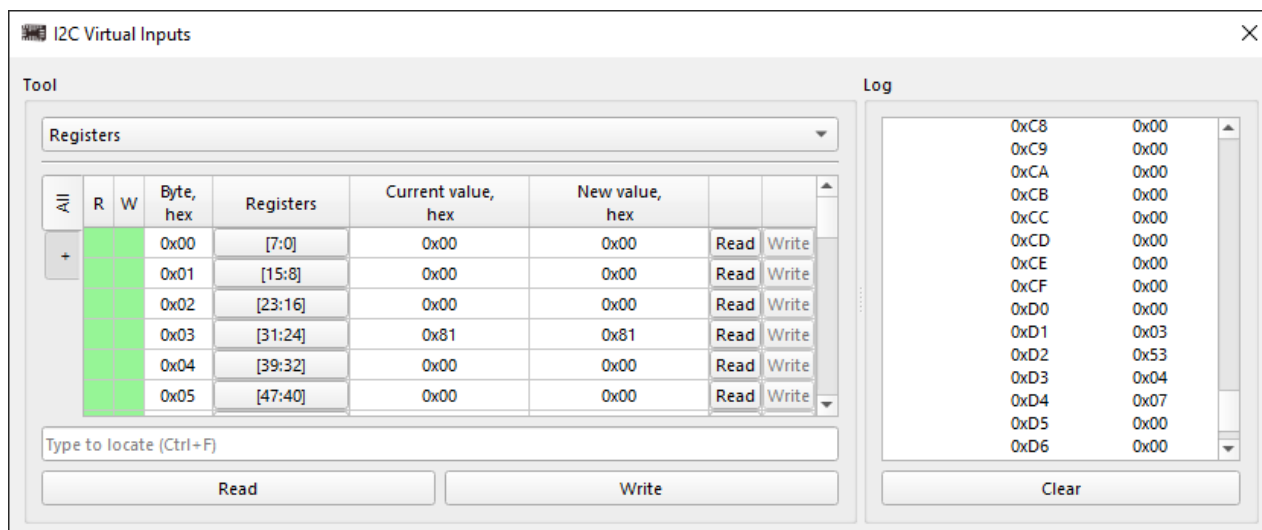 I2C Virtual Inputs
Tool
Registers
All
+
R W Byte, hex Registers Current value, hex New value, hex
0x00 [7:0] 0x00 0x00 Read Write
0x01 [15:8] 0x00 0x00 Read Write
0x02 [23:16] 0x00 0x00 Read Write
0x03 [31:24] 0x81 0x81 Read Write
0x04 [39:32] 0x00 0x00 Read Write
0x05 [47:40] 0x00 0x00 Read Write
Type to locate (Ctrl+F)
Read Write
Log
0xC8 0x00
0xC9 0x00
0xCA 0x00
0xCB 0x00
0xCC 0x00
0xCD 0x00
0xCE 0x00
0xCF 0x00
0xD0 0x00
0xD1 0x03
0xD2 0x53
0xD3 0x04
0xD4 0x07
0xD5 0x00
0xD6 0x00
Clear